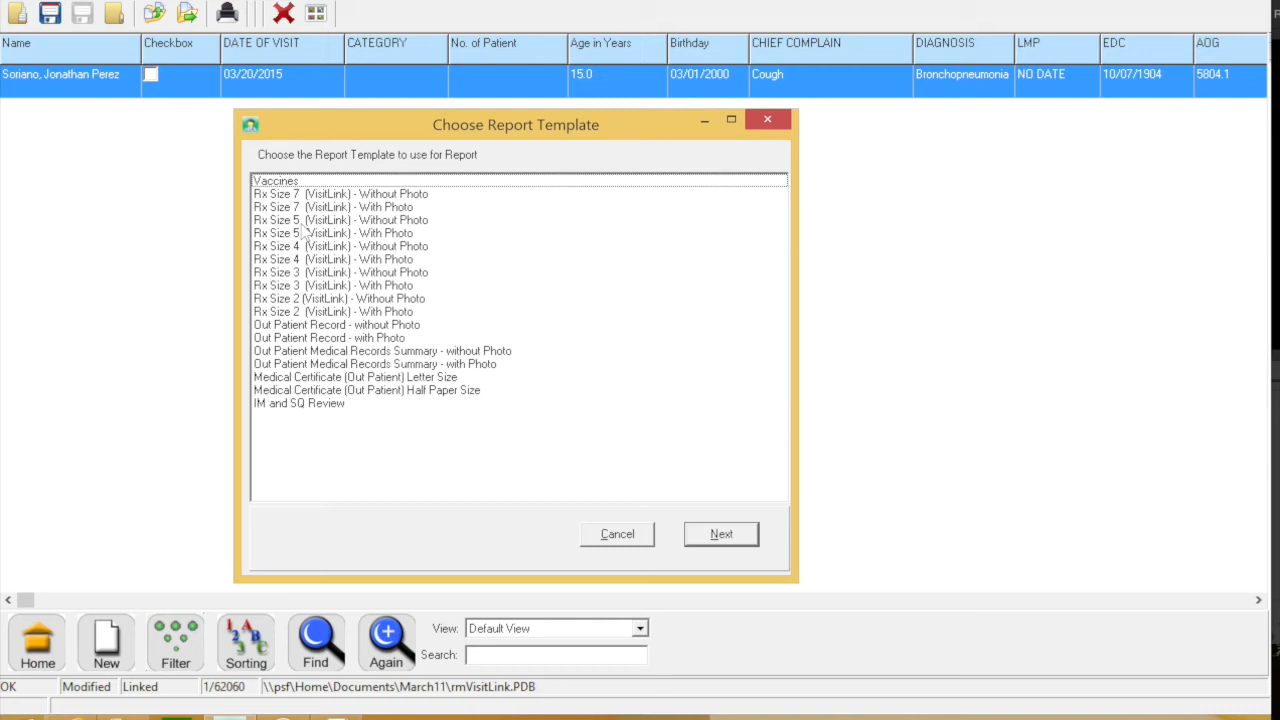 Name Checkbox DATE OF VISIT CATEGORY No. of Patient Age in Years Birthday CHIEF COMPLAIN DIAGNOSIS LMP EDC AOG
Soriano, Jonathan Perez 03/20/2015 15.0 03/01/2000 Cough Bronchopneumonia NO DATE 10/07/1904 5804.1
Choose Report Template
Choose the Report Template to use for Report
Vaccines
Rx Size 7 (VisitLink) - Without Photo
Rx Size 7 (VisitLink) - With Photo
Rx Size 5 (VisitLink) - Without Photo
Rx Size 5 (VisitLink) - With Photo
Rx Size 4 (VisitLink) - Without Photo
Rx Size 4 (VisitLink) - With Photo
Rx Size 3 (VisitLink) - Without Photo
Rx Size 3 (VisitLink) - With Photo
Rx Size 2 (VisitLink) - Without Photo
Rx Size 2 (VisitLink) - With Photo
Out Patient Record - without Photo
Out Patient Record - with Photo
Out Patient Medical Records Summary - without Photo
Out Patient Medical Records Summary - with Photo
Medical Certificate (Out Patient) Letter Size
Medical Certificate (Out Patient) Half Paper Size
IM and SQ Review
Cancel Next
Home New Filter Sorting Find Again
View: Default View
Search:
OK Modified Linked 1/62060 \\psf\Home\Documents\March11\rmVisitLink.PDB